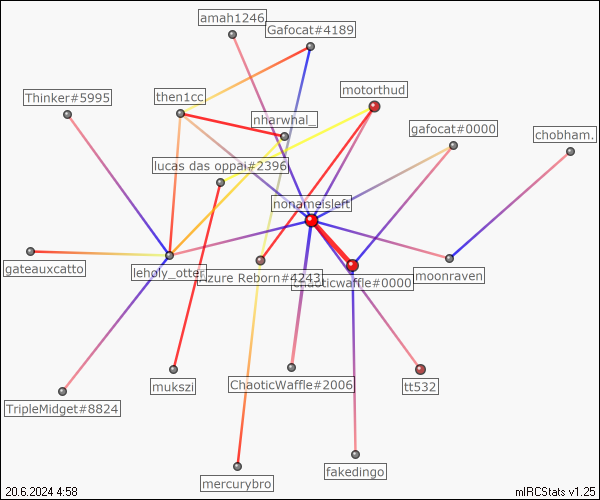 amah1246
Gafocat#4189
motorthud
Thinker#5995
then1cc
nharwhal_
gafocat#0000
chobham.
lucas das oppai#2396
nonameisleft
gateauxcatto
leholy_otter
Azure Reborn#4243
chaoticwaffle#0000
moonraven
mukszi
ChaoticWaffle#2006
tt532
TripleMidget#8824
mercurybro
fakedingo
20.6.2024 4:58
mIRCStats v1.25